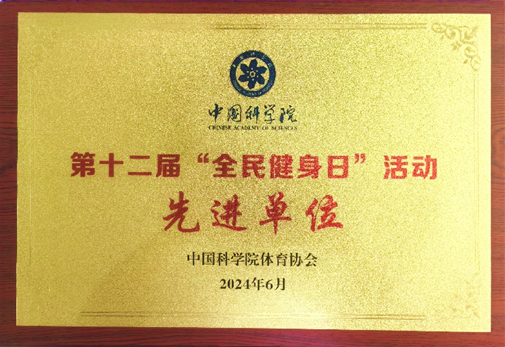 中国科学院
CHINESE ACADEMY OF SCIENCES
第十二届“全民健身日”活动
先进单位
中国科学院体育协会
2024年6月